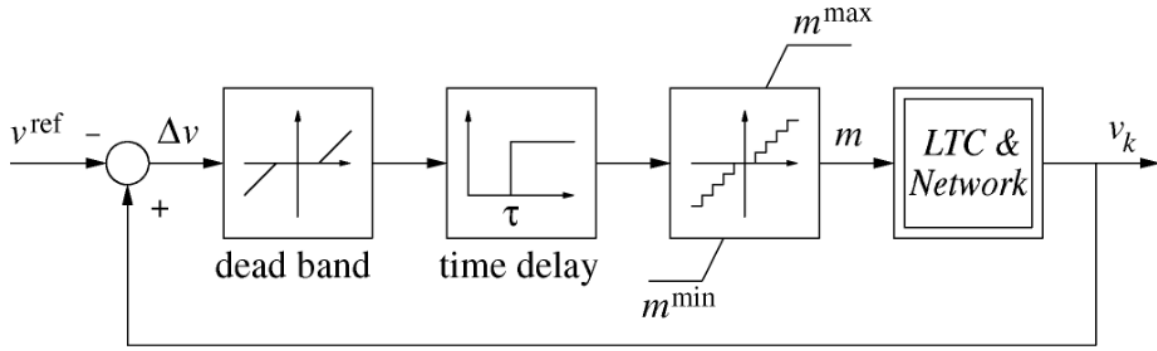 m^max
v^ref
−
Δv
+
m
LTC &
Network
v_k
τ
dead band
time delay
m^min